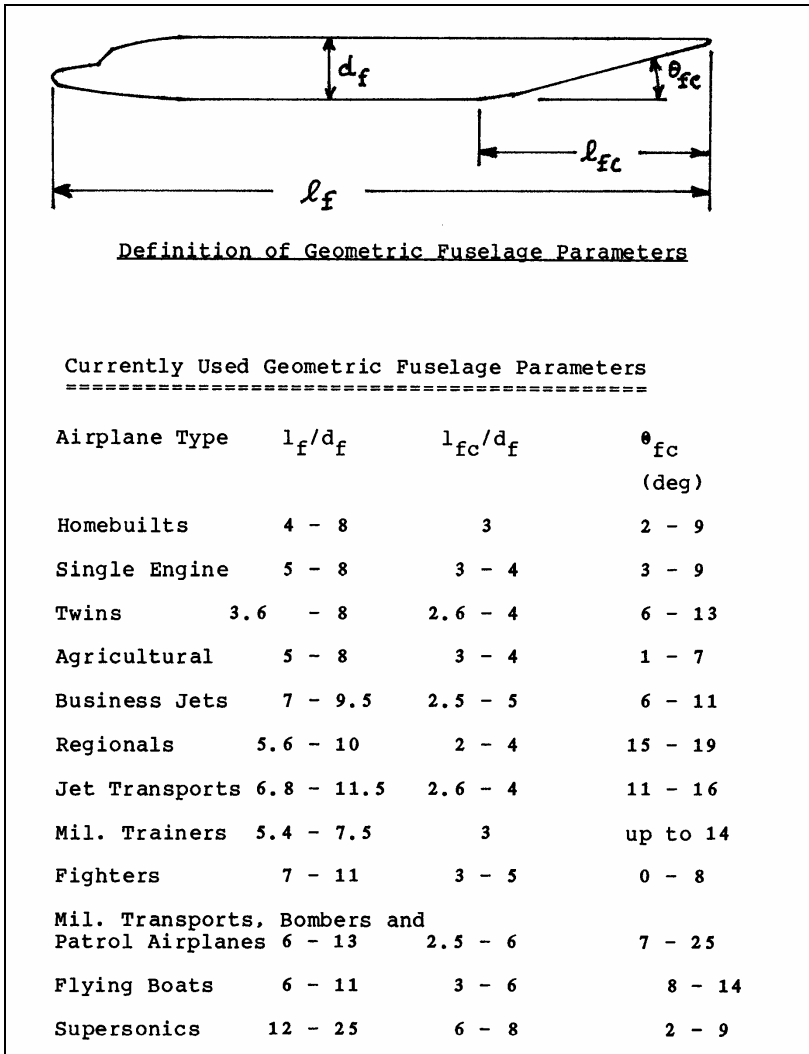 d_f
θ_fc
l_fc
l_f
Definition of Geometric Fuselage Parameters
Currently Used Geometric Fuselage Parameters
============================================
Airplane Type l_f/d_f l_fc/d_f θ_fc
(deg)
Homebuilts 4 - 8 3 2 - 9
Single Engine 5 - 8 3 - 4 3 - 9
Twins 3.6 - 8 2.6 - 4 6 - 13
Agricultural 5 - 8 3 - 4 1 - 7
Business Jets 7 - 9.5 2.5 - 5 6 - 11
Regionals 5.6 - 10 2 - 4 15 - 19
Jet Transports 6.8 - 11.5 2.6 - 4 11 - 16
Mil. Trainers 5.4 - 7.5 3 up to 14
Fighters 7 - 11 3 - 5 0 - 8
Mil. Transports, Bombers and
Patrol Airplanes 6 - 13 2.5 - 6 7 - 25
Flying Boats 6 - 11 3 - 6 8 - 14
Supersonics 12 - 25 6 - 8 2 - 9